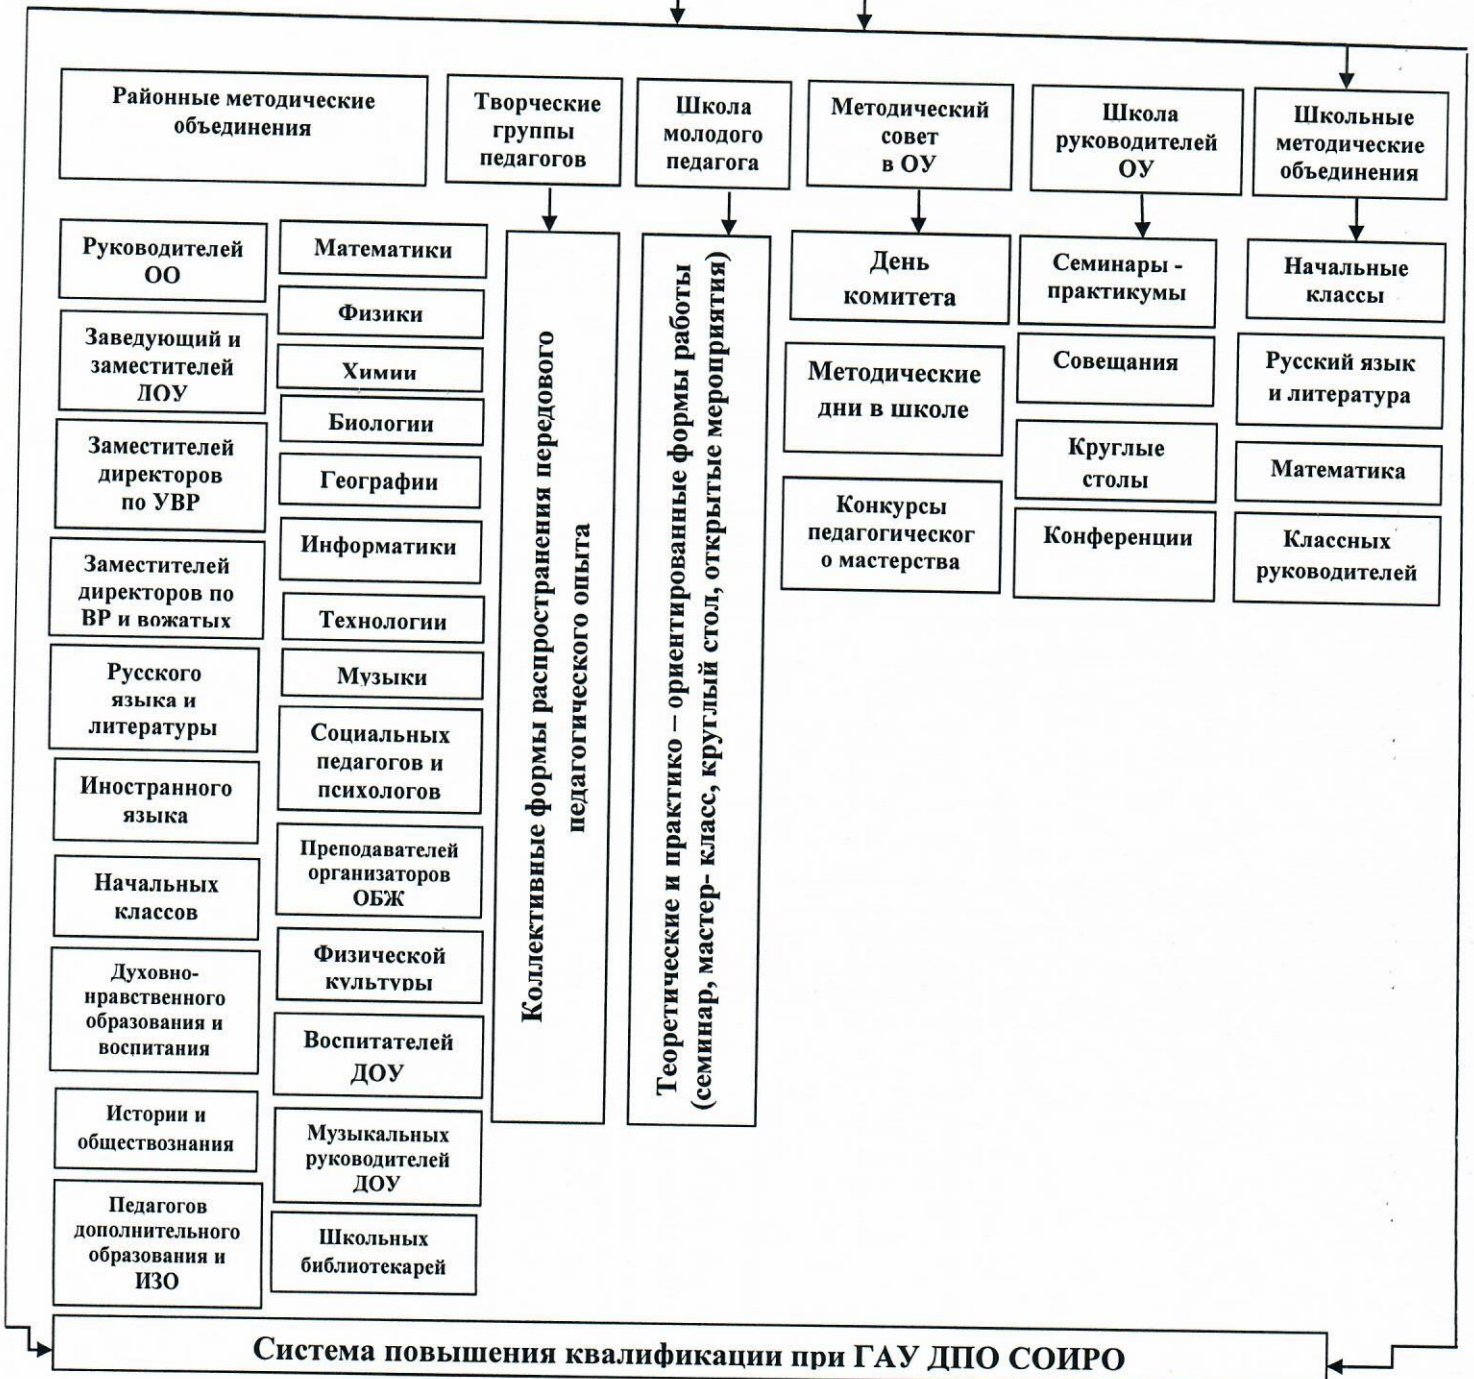 Районные методические
объединения
Творческие
группы
педагогов
Школа
молодого
педагога
Методический
совет
в ОУ
Школа
руководителей
ОУ
Школьные
методические
объединения
Руководителей
ОО
Заведующий и
заместителей
ДОУ
Заместителей
директоров
по УВР
Заместителей
директоров по
ВР и вожатых
Русского
языка и
литературы
Иностранного
языка
Начальных
классов
Духовно-
нравственного
образования и
воспитания
Истории и
обществознания
Педагогов
дополнительного
образования и
ИЗО
Математики
Физики
Химии
Биологии
Географии
Информатики
Технологии
Музыки
Социальных
педагогов и
психологов
Преподавателей
организаторов
ОБЖ
Физической
культуры
Воспитателей
ДОУ
Музыкальных
руководителей
ДОУ
Школьных
библиотекарей
Коллективные формы распространения передового
педагогического опыта
Теоретические и практико – ориентированные формы работы
(семинар, мастер- класс, круглый стол, открытые мероприятия)
День
комитета
Методические
дни в школе
Конкурсы
педагогическог
о мастерства
Семинары -
практикумы
Совещания
Круглые
столы
Конференции
Начальные
классы
Русский язык
и литература
Математика
Классных
руководителей
Система повышения квалификации при ГАУ ДПО СОИРО